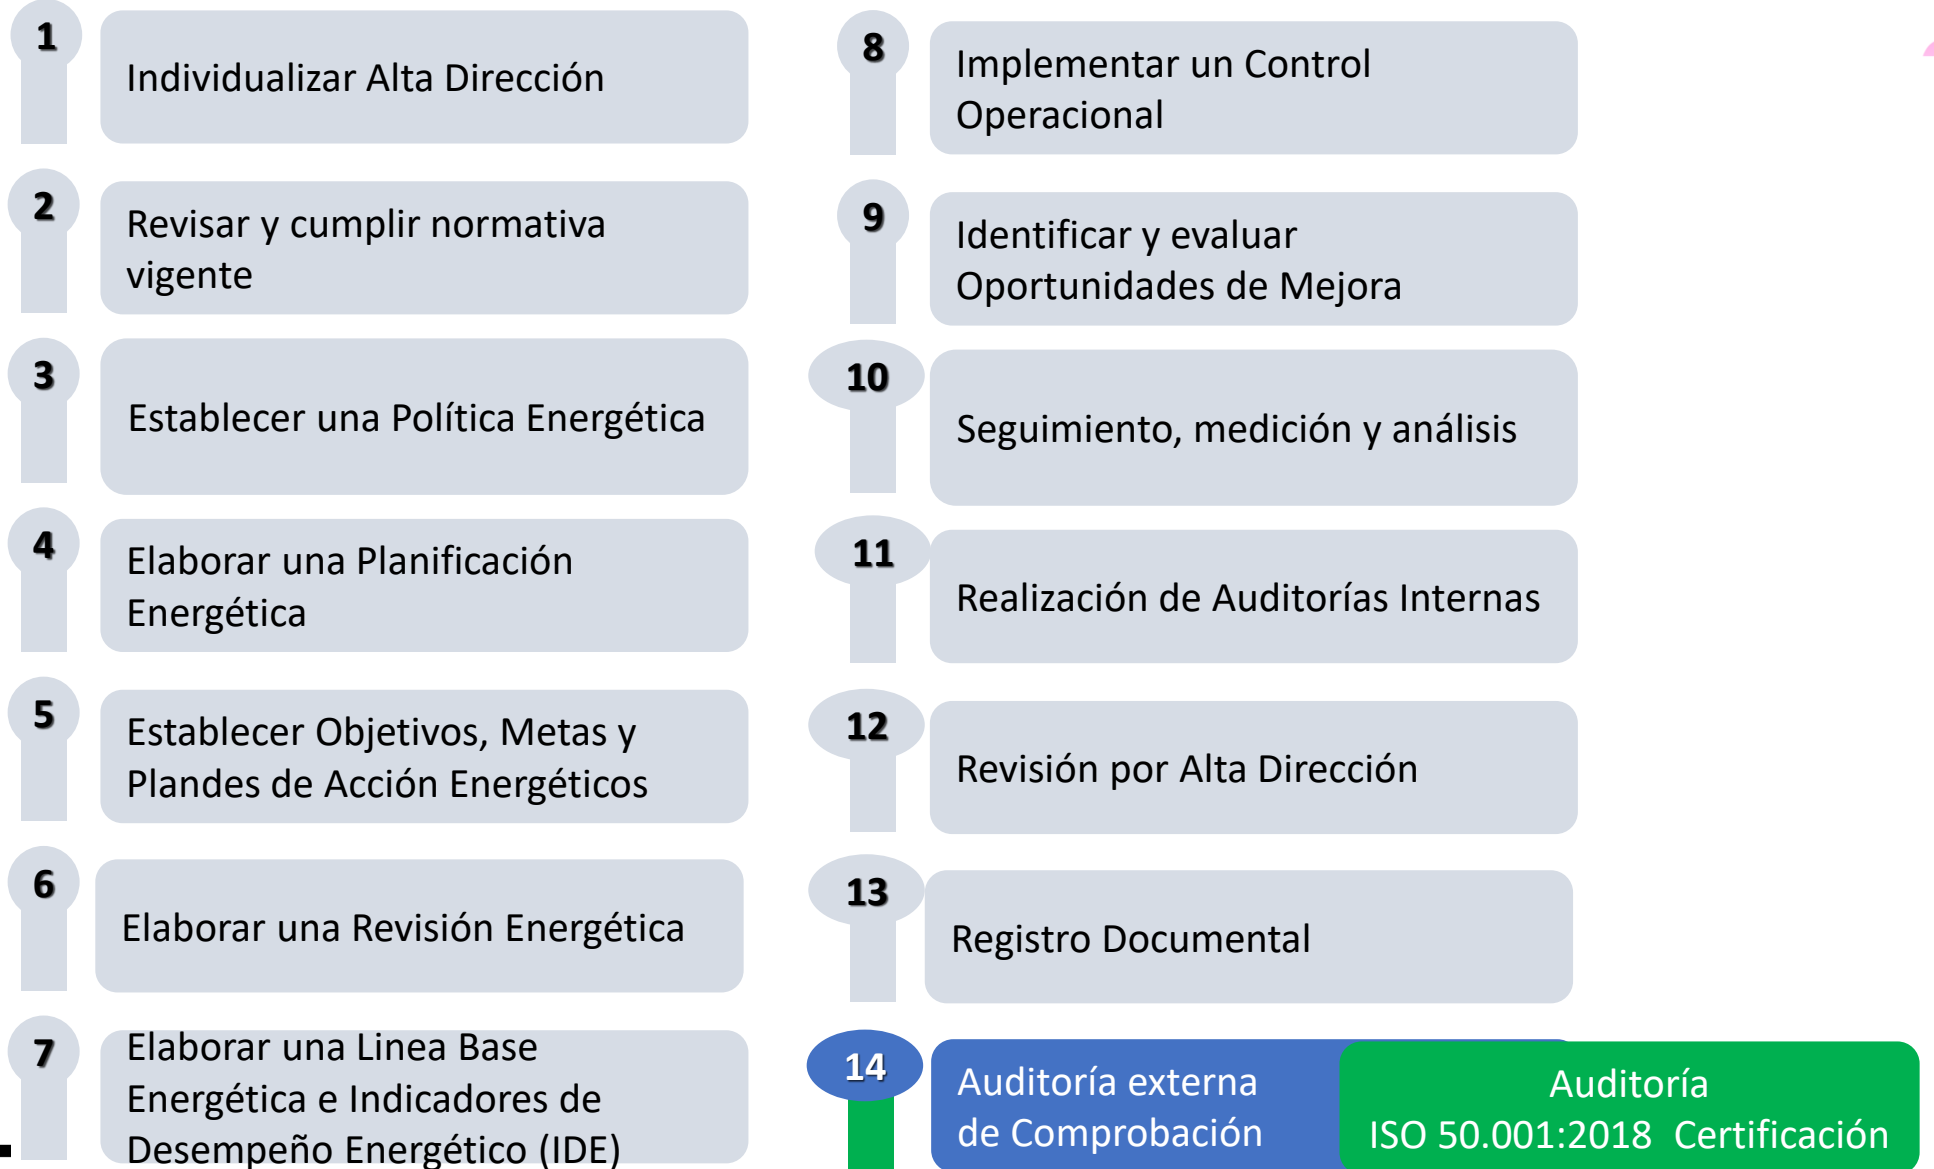 1
Individualizar Alta Dirección
2
Revisar y cumplir normativa
vigente
3
Establecer una Política Energética
4
Elaborar una Planificación
Energética
5
Establecer Objetivos, Metas y
Plandes de Acción Energéticos
6
Elaborar una Revisión Energética
7
Elaborar una Linea Base
Energética e Indicadores de
Desempeño Energético (IDE)
8
Implementar un Control
Operacional
9
Identificar y evaluar
Oportunidades de Mejora
10
Seguimiento, medición y análisis
11
Realización de Auditorías Internas
12
Revisión por Alta Dirección
13
Registro Documental
14
Auditoría externa
de Comprobación
Auditoría
ISO 50.001:2018 Certificación